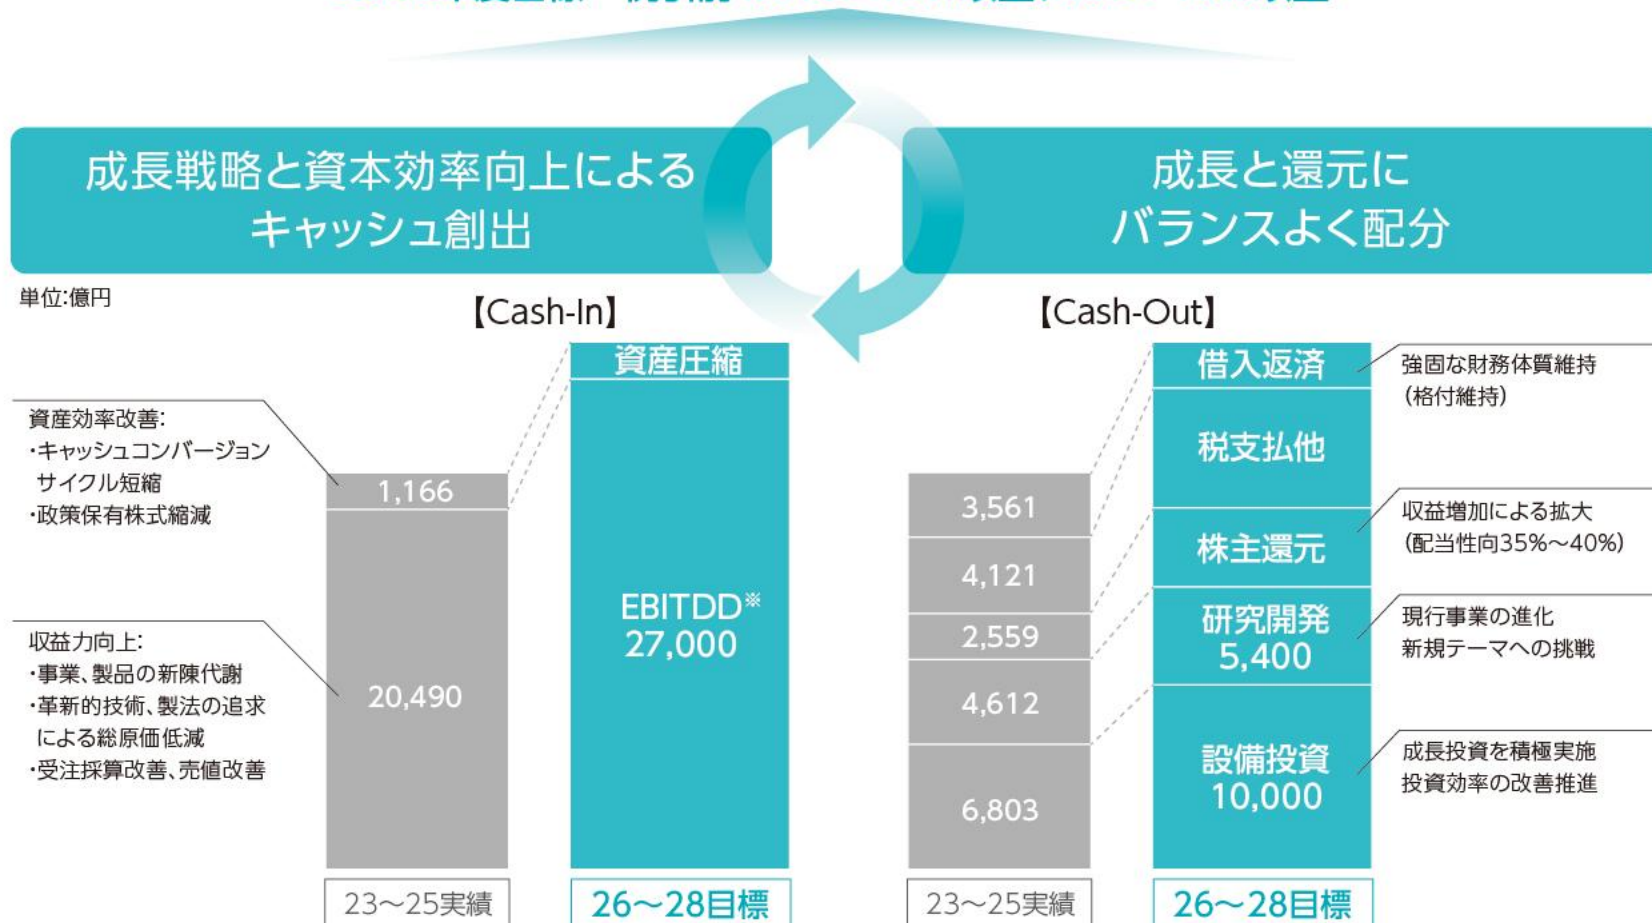 成長戦略と資本効率向上による
キャッシュ創出
成長と還元に
バランスよく配分
単位:億円
【Cash-In】
資産圧縮
EBITDD※
27,000
26～28目標
1,166
20,490
23～25実績
資産効率改善:
・キャッシュコンバージョン
サイクル短縮
・政策保有株式縮減
収益力向上:
・事業、製品の新陳代謝
・革新的技術、製法の追求
による総原価低減
・受注採算改善、売値改善
【Cash-Out】
3,561
4,121
2,559
4,612
6,803
23～25実績
借入返済
税支払他
株主還元
研究開発
5,400
設備投資
10,000
26～28目標
強固な財務体質維持
(格付維持)
収益増加による拡大
(配当性向35%～40%)
現行事業の進化
新規テーマへの挑戦
成長投資を積極実施
投資効率の改善推進